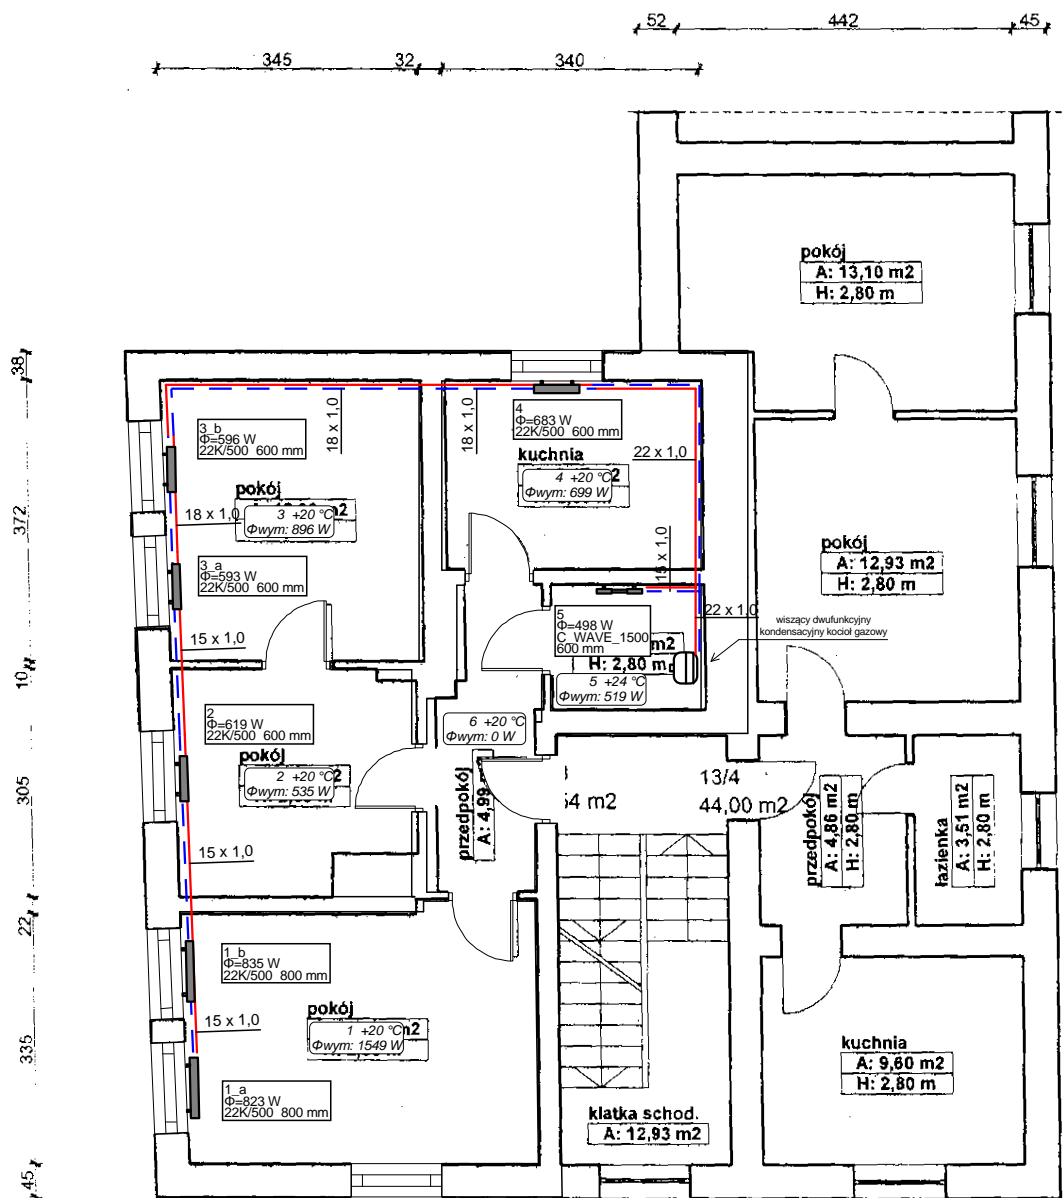 52
442
45
345
32
340
pokój
A: 13,10 m2
H: 2,80 m
38
372
10
305
22
335
45
3_b
Φ=596 W
22K/500 600 mm
18 x 1,0
18 x 1,0
4
Φ=683 W
22K/500 600 mm
kuchnia
4 +20 °C
Φwym: 699 W
22 x 1,0
pokój
3 +20 °C
Φwym: 896 W
18 x 1,0
3_a
Φ=593 W
22K/500 600 mm
15 x 1,0
pokój
A: 12,93 m2
H: 2,80 m
15 x 1,0
5
Φ=498 W
C_WAVE_1500
600 mm
H: 2,80 m
5 +24 °C
Φwym: 519 W
22 x 1,0
wiszący dwufunkcyjny
kondensacyjny kocioł gazowy
2
Φ=619 W
22K/500 600 mm
pokój
2 +20 °C
Φwym: 535 W
6 +20 °C
Φwym: 0 W
przedpokój
A: 4,99
54 m2
13/4
44,00 m2
przedpokój
A: 4,86 m2
H: 2,80 m
łazienka
A: 3,51 m2
H: 2,80 m
15 x 1,0
1_b
Φ=835 W
22K/500 800 mm
15 x 1,0
pokój
1 +20 °C
Φwym: 1549 W
1_a
Φ=823 W
22K/500 800 mm
kuchnia
A: 9,60 m2
H: 2,80 m
klatka schod.
A: 12,93 m2